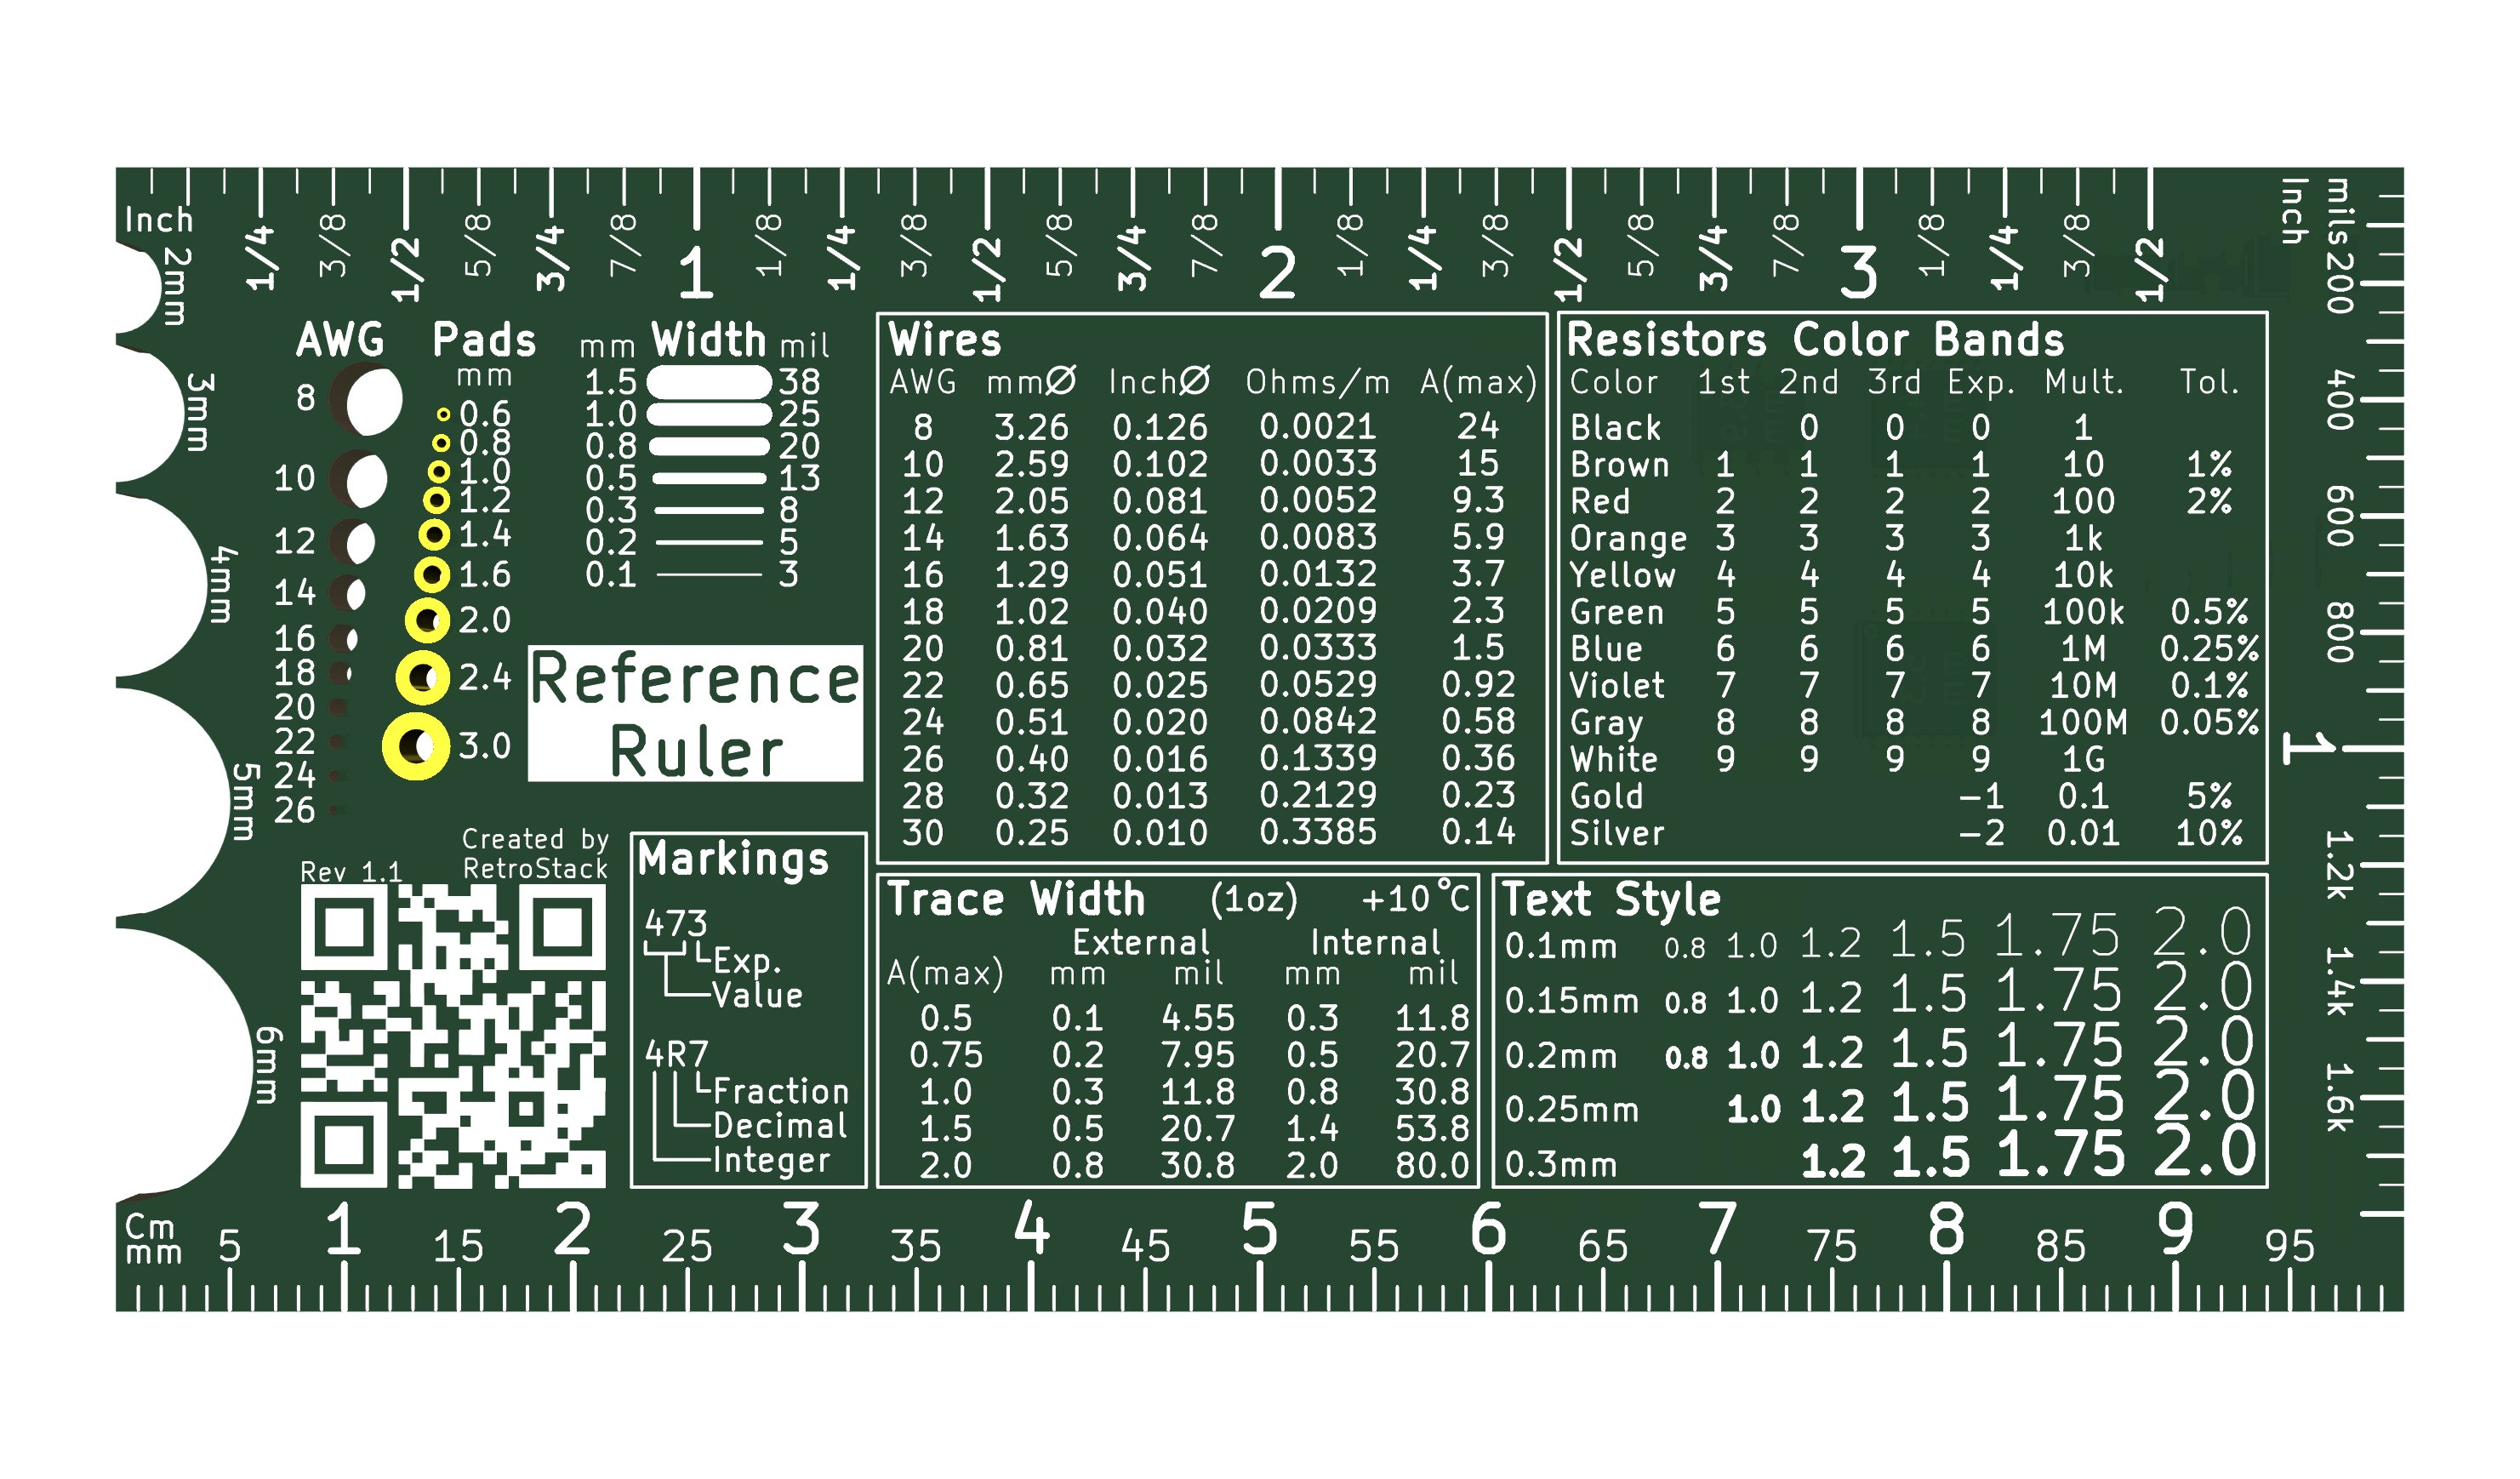 Inch 1/4 3/8 1/2 5/8 3/4 7/8 1 1/8 1/4 3/8 1/2 5/8 3/4 7/8 2 1/8 1/4 3/8 1/2 5/8 3/4 7/8 3 1/8 1/4 3/8 1/2
mils 200 400 600 800 1.2k 1.4k 1.6k
Inch 1
2mm
3mm
4mm
5mm
6mm
AWG
8
10
12
14
16
18
20
22
24
26
Pads
mm
0.6
0.8
1.0
1.2
1.4
1.6
2.0
2.4
3.0
mm Width mil
1.5 38
1.0 25
0.8 20
0.5 13
0.3 8
0.2 5
0.1 3
Reference
Ruler
Wires
AWG mmØ InchØ Ohms/m A(max)
8 3.26 0.126 0.0021 24
10 2.59 0.102 0.0033 15
12 2.05 0.081 0.0052 9.3
14 1.63 0.064 0.0083 5.9
16 1.29 0.051 0.0132 3.7
18 1.02 0.040 0.0209 2.3
20 0.81 0.032 0.0333 1.5
22 0.65 0.025 0.0529 0.92
24 0.51 0.020 0.0842 0.58
26 0.40 0.016 0.1339 0.36
28 0.32 0.013 0.2129 0.23
30 0.25 0.010 0.3385 0.14
Resistors Color Bands
Color 1st 2nd 3rd Exp. Mult. Tol.
Black 0 0 0 1
Brown 1 1 1 1 10 1%
Red 2 2 2 2 100 2%
Orange 3 3 3 3 1k
Yellow 4 4 4 4 10k
Green 5 5 5 5 100k 0.5%
Blue 6 6 6 6 1M 0.25%
Violet 7 7 7 7 10M 0.1%
Gray 8 8 8 8 100M 0.05%
White 9 9 9 9 1G
Gold -1 0.1 5%
Silver -2 0.01 10%
Created by
RetroStack
Rev 1.1
Markings
473
Exp.
Value
4R7
Fraction
Decimal
Integer
Trace Width (1oz) +10°C
External Internal
A(max) mm mil mm mil
0.5 0.1 4.55 0.3 11.8
0.75 0.2 7.95 0.5 20.7
1.0 0.3 11.8 0.8 30.8
1.5 0.5 20.7 1.4 53.8
2.0 0.8 30.8 2.0 80.0
Text Style
0.1mm 0.8 1.0 1.2 1.5 1.75 2.0
0.15mm 0.8 1.0 1.2 1.5 1.75 2.0
0.2mm 0.8 1.0 1.2 1.5 1.75 2.0
0.25mm 1.0 1.2 1.5 1.75 2.0
0.3mm 1.2 1.5 1.75 2.0
Cm 1 2 3 4 5 6 7 8 9
mm 5 15 25 35 45 55 65 75 85 95